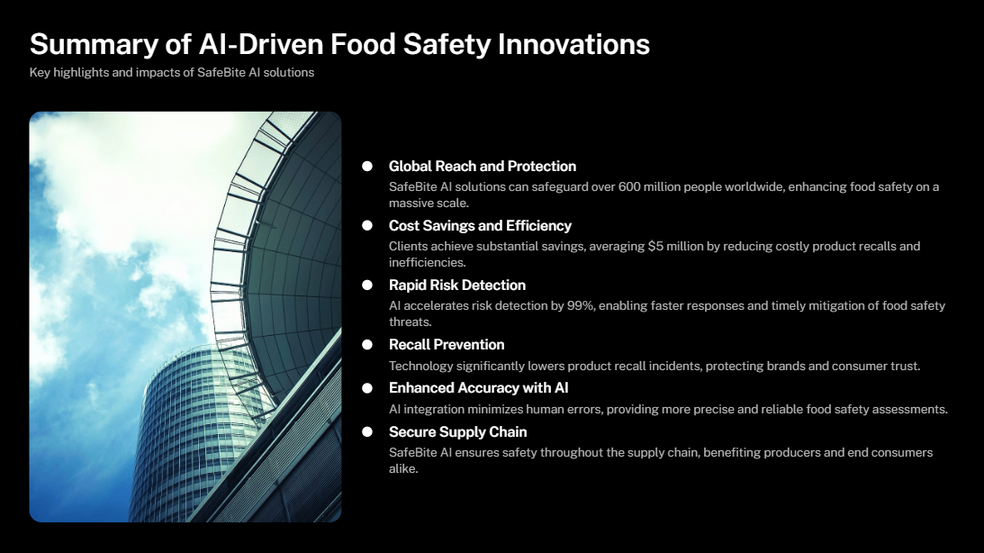 Summary of AI-Driven Food Safety Innovations
Key highlights and impacts of SafeBite AI solutions
Global Reach and Protection
SafeBite AI solutions can safeguard over 600 million people worldwide, enhancing food safety on a
massive scale.
Cost Savings and Efficiency
Clients achieve substantial savings, averaging $5 million by reducing costly product recalls and
inefficiencies.
Rapid Risk Detection
AI accelerates risk detection by 99%, enabling faster responses and timely mitigation of food safety
threats.
Recall Prevention
Technology significantly lowers product recall incidents, protecting brands and consumer trust.
Enhanced Accuracy with AI
AI integration minimizes human errors, providing more precise and reliable food safety assessments.
Secure Supply Chain
SafeBite AI ensures safety throughout the supply chain, benefiting producers and end consumers
alike.